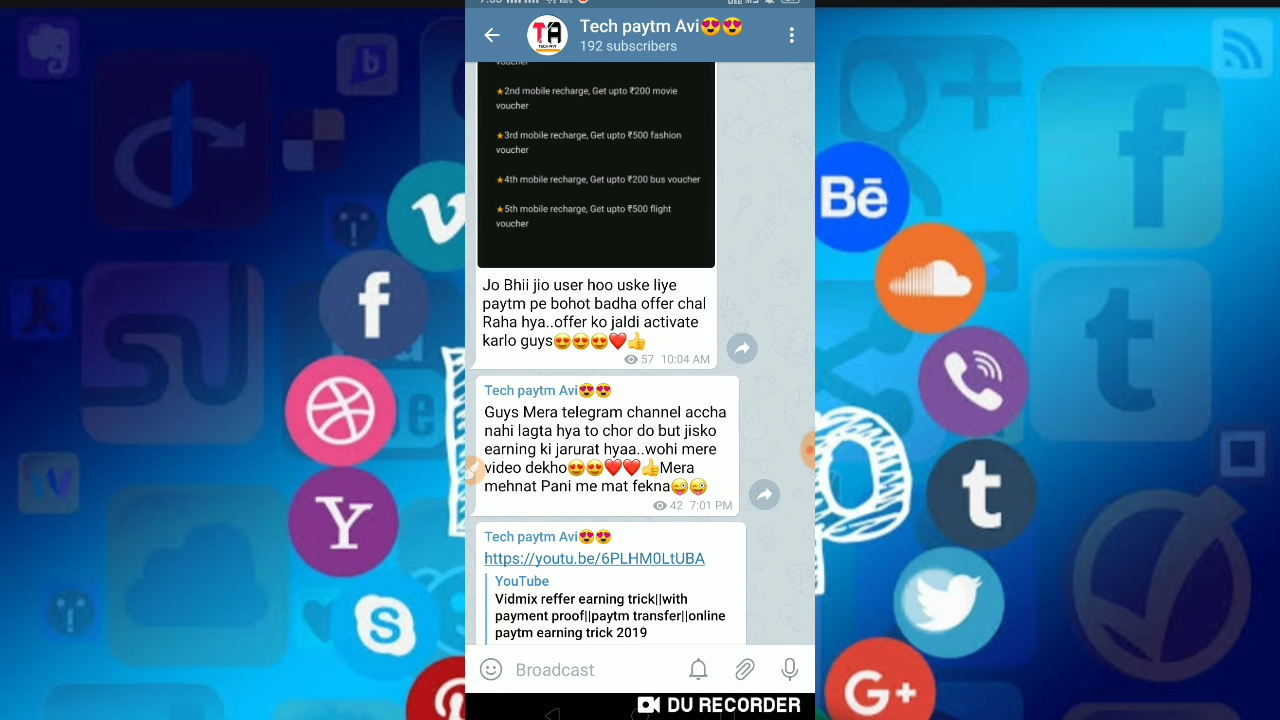 Tech paytm Avi😍😍
192 subscribers
TA
voucher
★2nd mobile recharge, Get upto ₹200 movie
voucher
★3rd mobile recharge, Get upto ₹500 fashion
voucher
★4th mobile recharge, Get upto ₹200 bus voucher
★5th mobile recharge, Get upto ₹500 flight
voucher
Jo Bhii jio user hoo uske liye
paytm pe bohot badha offer chal
Raha hya..offer ko jaldi activate
karlo guys😍😍😍❤️👍
57 10:04 AM
Tech paytm Avi😍😍
Guys Mera telegram channel accha
nahi lagta hya to chor do but jisko
earning ki jarurat hyaa..wohi mere
video dekho😍😍❤️❤️👍Mera
mehnat Pani me mat fekna😜😜
42 7:01 PM
Tech paytm Avi😍😍
https://youtu.be/6PLHM0LtUBA
YouTube
Vidmix reffer earning trick||with
payment proof||paytm transfer||online
paytm earning trick 2019
Broadcast
DU RECORDER
Bē
G+